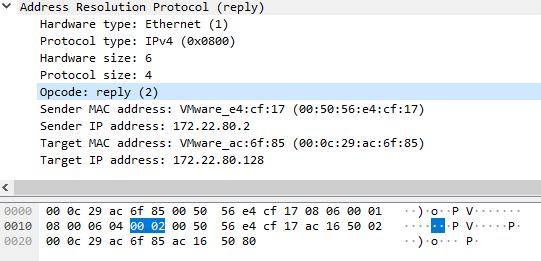 Address Resolution Protocol (reply)
Hardware type: Ethernet (1)
Protocol type: IPv4 (0x0800)
Hardware size: 6
Protocol size: 4
Opcode: reply (2)
Sender MAC address: VMware_e4:cf:17 (00:50:56:e4:cf:17)
Sender IP address: 172.22.80.2
Target MAC address: VMware_ac:6f:85 (00:0c:29:ac:6f:85)
Target IP address: 172.22.80.128
0000 00 0c 29 ac 6f 85 00 50 56 e4 cf 17 08 06 00 01 ··)·o··P V·······
0010 08 00 06 04 00 02 00 50 56 e4 cf 17 ac 16 50 02 ·······P V·····P·
0020 00 0c 29 ac 6f 85 ac 16 50 80 ··)·o··· P·